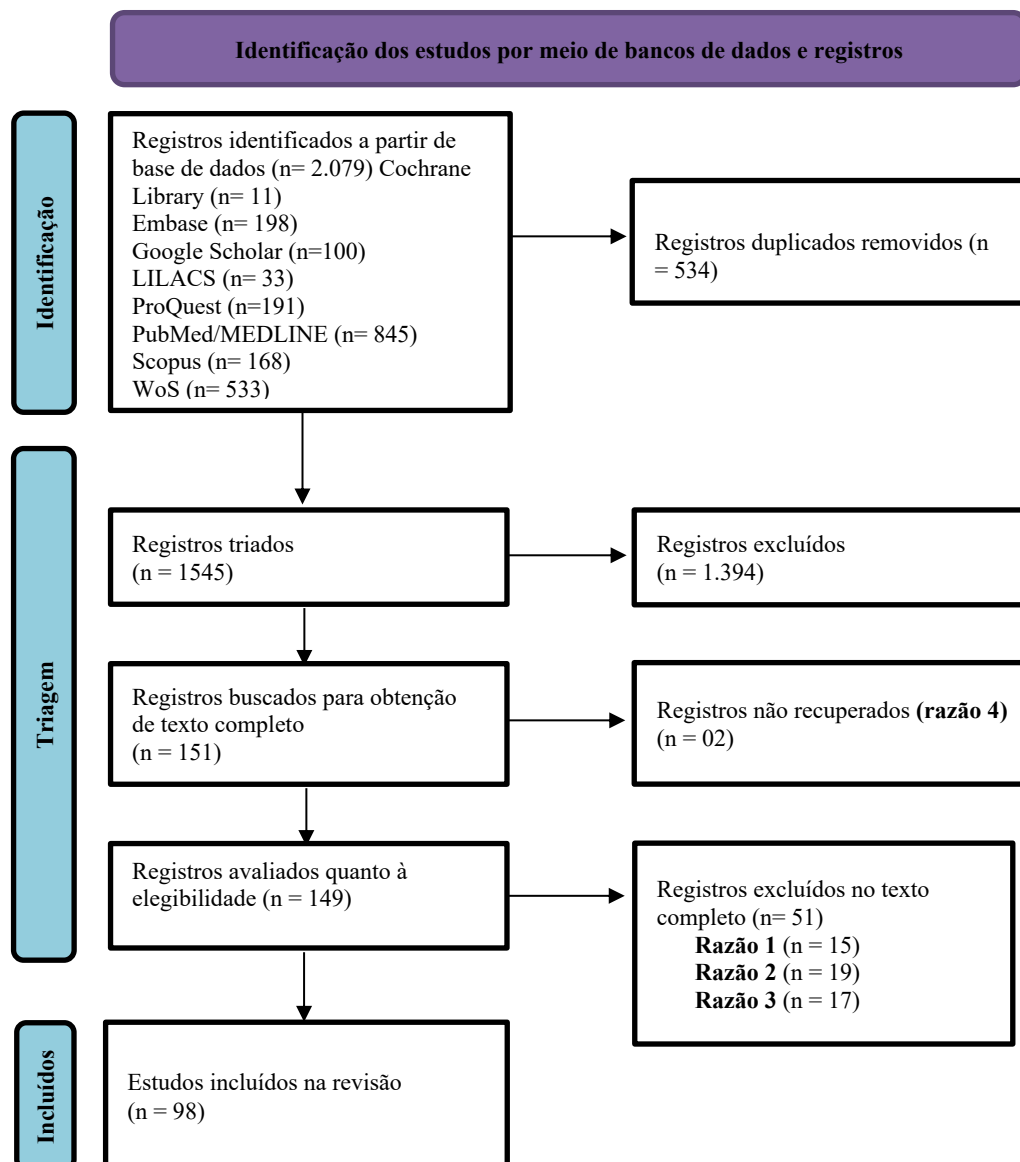 Identificação dos estudos por meio de bancos de dados e registros
Identificação
Registros identificados a partir de
base de dados (n= 2.079) Cochrane
Library (n= 11)
Embase (n= 198)
Google Scholar (n=100)
LILACS (n= 33)
ProQuest (n=191)
PubMed/MEDLINE (n= 845)
Scopus (n= 168)
WoS (n= 533)
Registros duplicados removidos (n
= 534)
Triagem
Registros triados
(n = 1545)
Registros excluídos
(n = 1.394)
Registros buscados para obtenção
de texto completo
(n = 151)
Registros não recuperados (razão 4)
(n = 02)
Registros avaliados quanto à
elegibilidade (n = 149)
Registros excluídos no texto
completo (n= 51)
Razão 1 (n = 15)
Razão 2 (n = 19)
Razão 3 (n = 17)
Incluídos
Estudos incluídos na revisão
(n = 98)